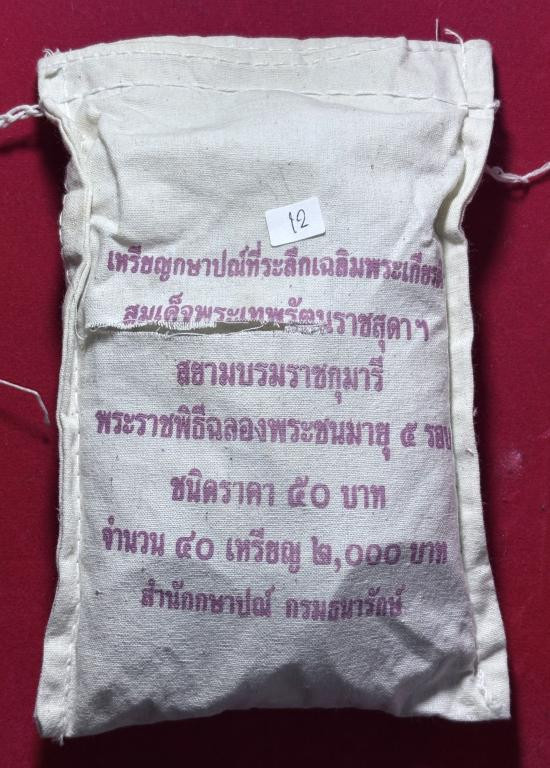 12
เหรียญกษาปณ์ที่ระลึกเฉลิมพระเกียรติ
สมเด็จพระเทพรัตนราชสุดาฯ
สยามบรมราชกุมารี
พระราชพิธีฉลองพระชนมายุ ๕ รอบ
ชนิดราคา ๕๐ บาท
จำนวน ๔๐ เหรียญ ๒,๐๐๐ บาท
สำนักกษาปณ์ กรมธนารักษ์